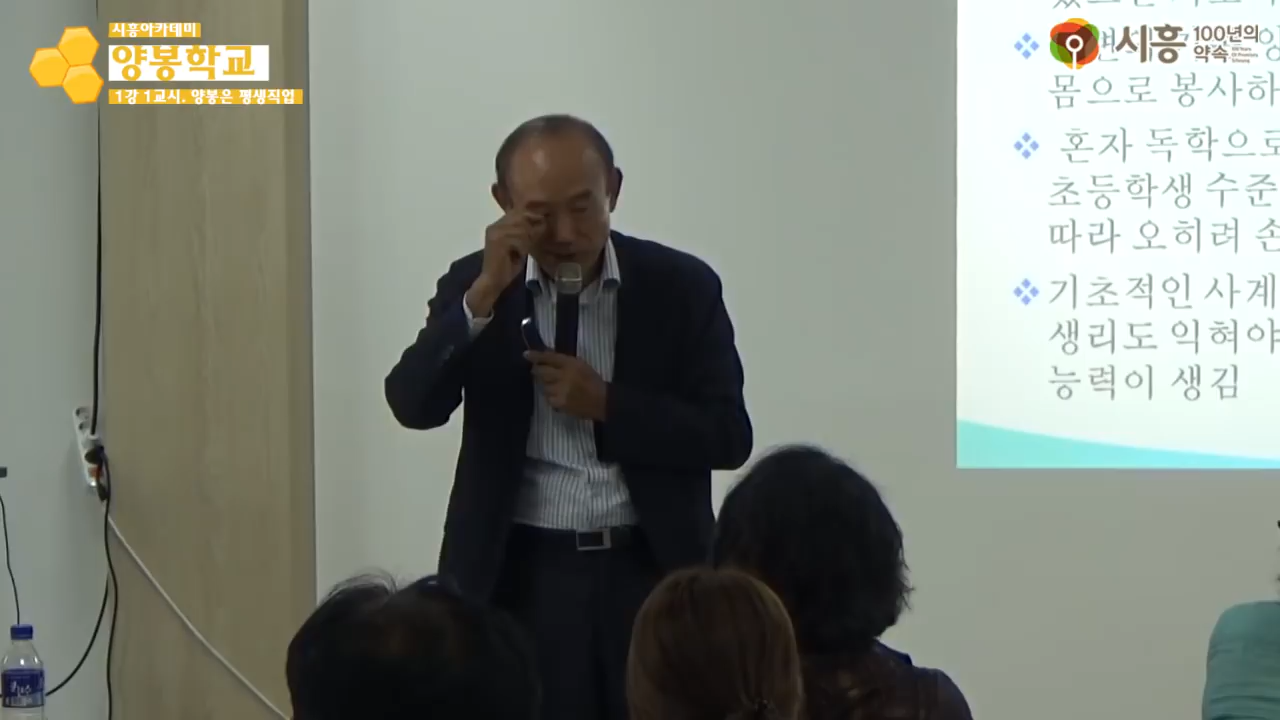 시흥아카데미
양봉학교
1강 1교시. 양봉은 평생직업
시흥 100년의
약속
몸으로 봉사하
혼자 독학으로
초등학생 수준
따라 오히려 손
기초적인 사계
생리도 익혀야
능력이 생김